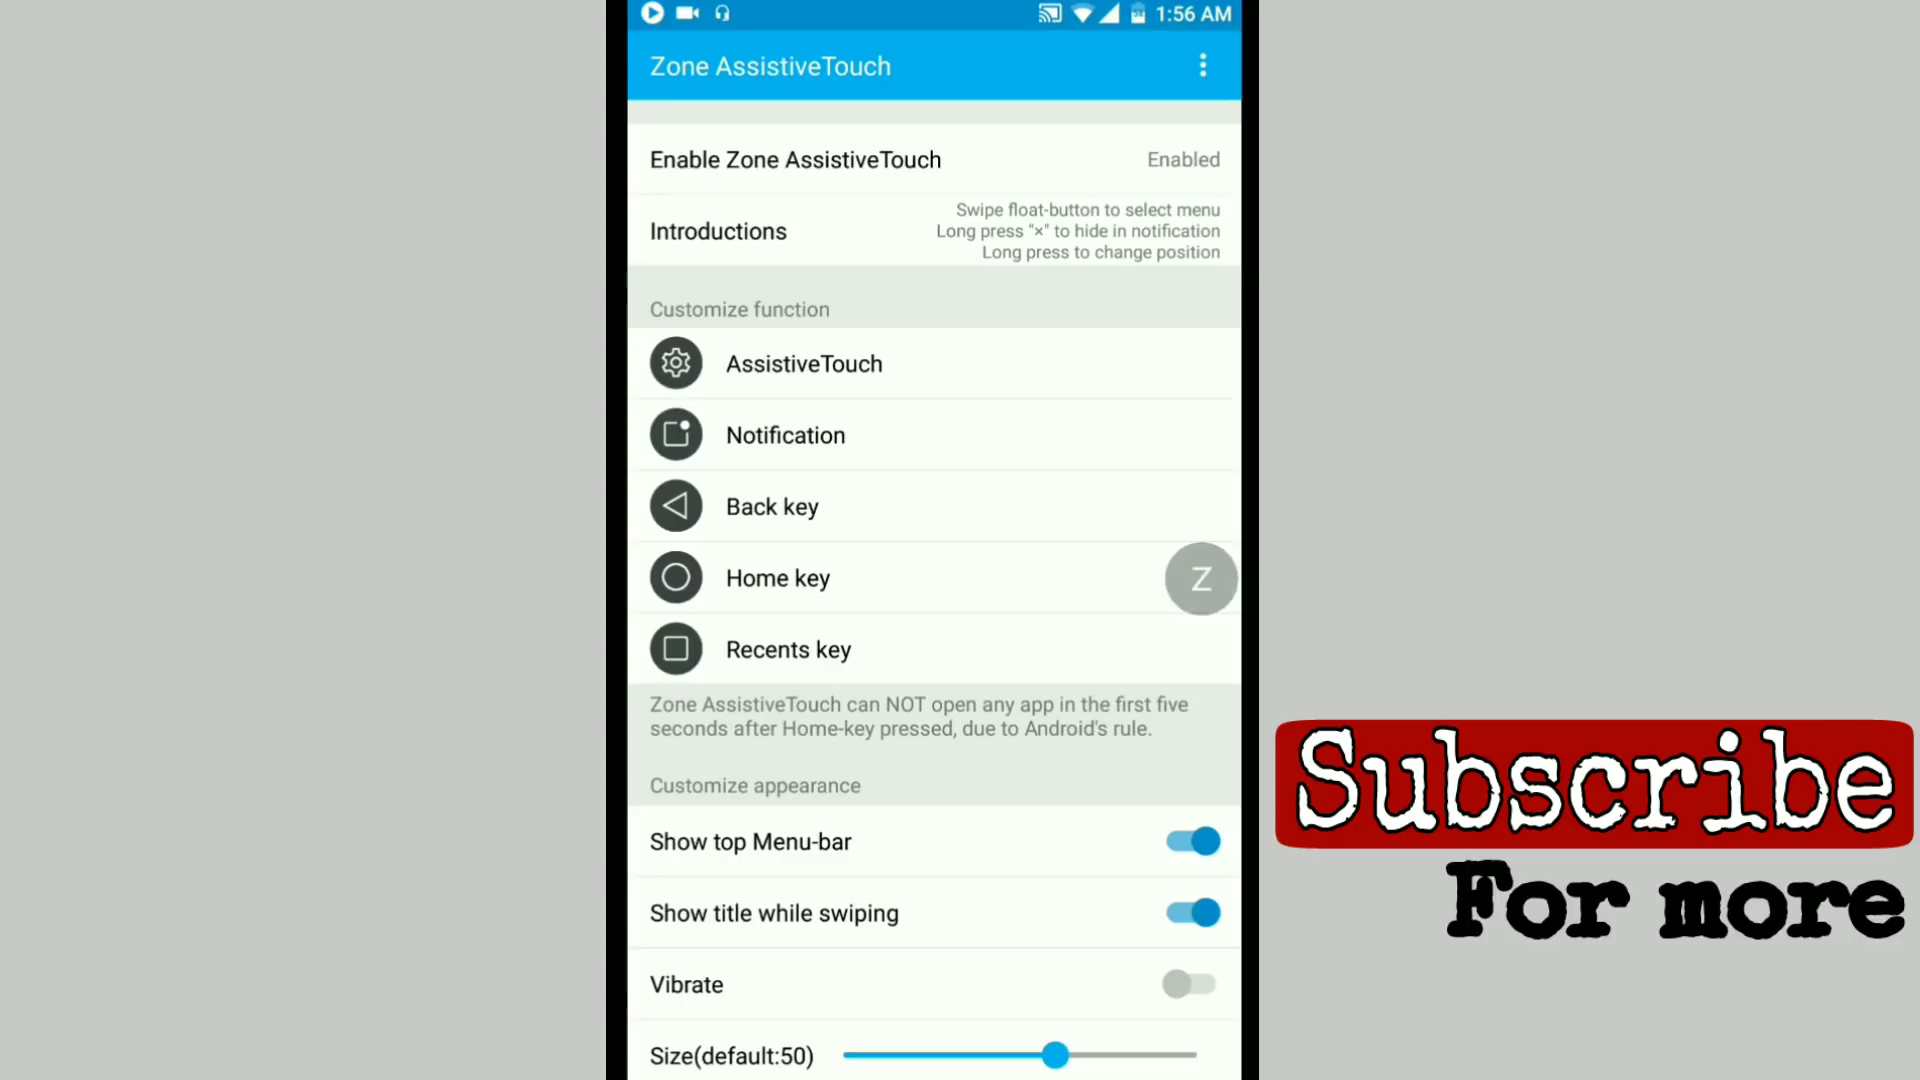 1:56 AM
Zone AssistiveTouch
Enable Zone AssistiveTouch
Enabled
Introductions
Swipe float-button to select menu
Long press "×" to hide in notification
Long press to change position
Customize function
AssistiveTouch
Notification
Back key
Home key
Z
Recents key
Zone AssistiveTouch can NOT open any app in the first five
seconds after Home-key pressed, due to Android's rule.
Customize appearance
Show top Menu-bar
Show title while swiping
Vibrate
Size(default:50)
Subscribe
For more